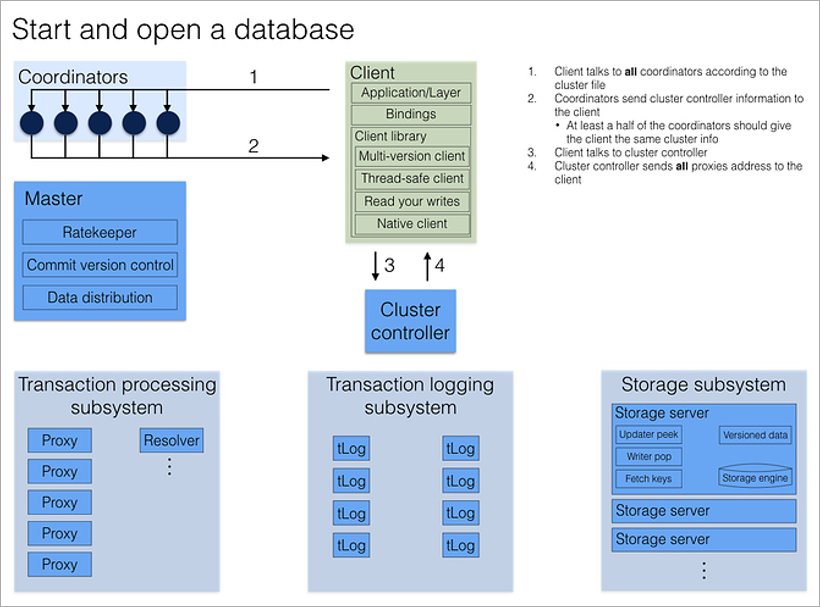 Start and open a database
Coordinators
1
2
Client
Application/Layer
Bindings
Client library
Multi-version client
Thread-safe client
Read your writes
Native client
1. Client talks to all coordinators according to the
cluster file
2. Coordinators send cluster controller information to
the client
• At least a half of the coordinators should give
the client the same cluster info
3. Client talks to cluster controller
4. Cluster controller sends all proxies address to the
client
Master
Ratekeeper
Commit version control
Data distribution
3
4
Cluster
controller
Transaction processing
subsystem
Proxy
Proxy
Proxy
Proxy
Proxy
Resolver
Transaction logging
subsystem
tLog
tLog
tLog
tLog
tLog
tLog
tLog
tLog
Storage subsystem
Storage server
Updater peek
Versioned data
Writer pop
Fetch keys
Storage engine
Storage server
Storage server